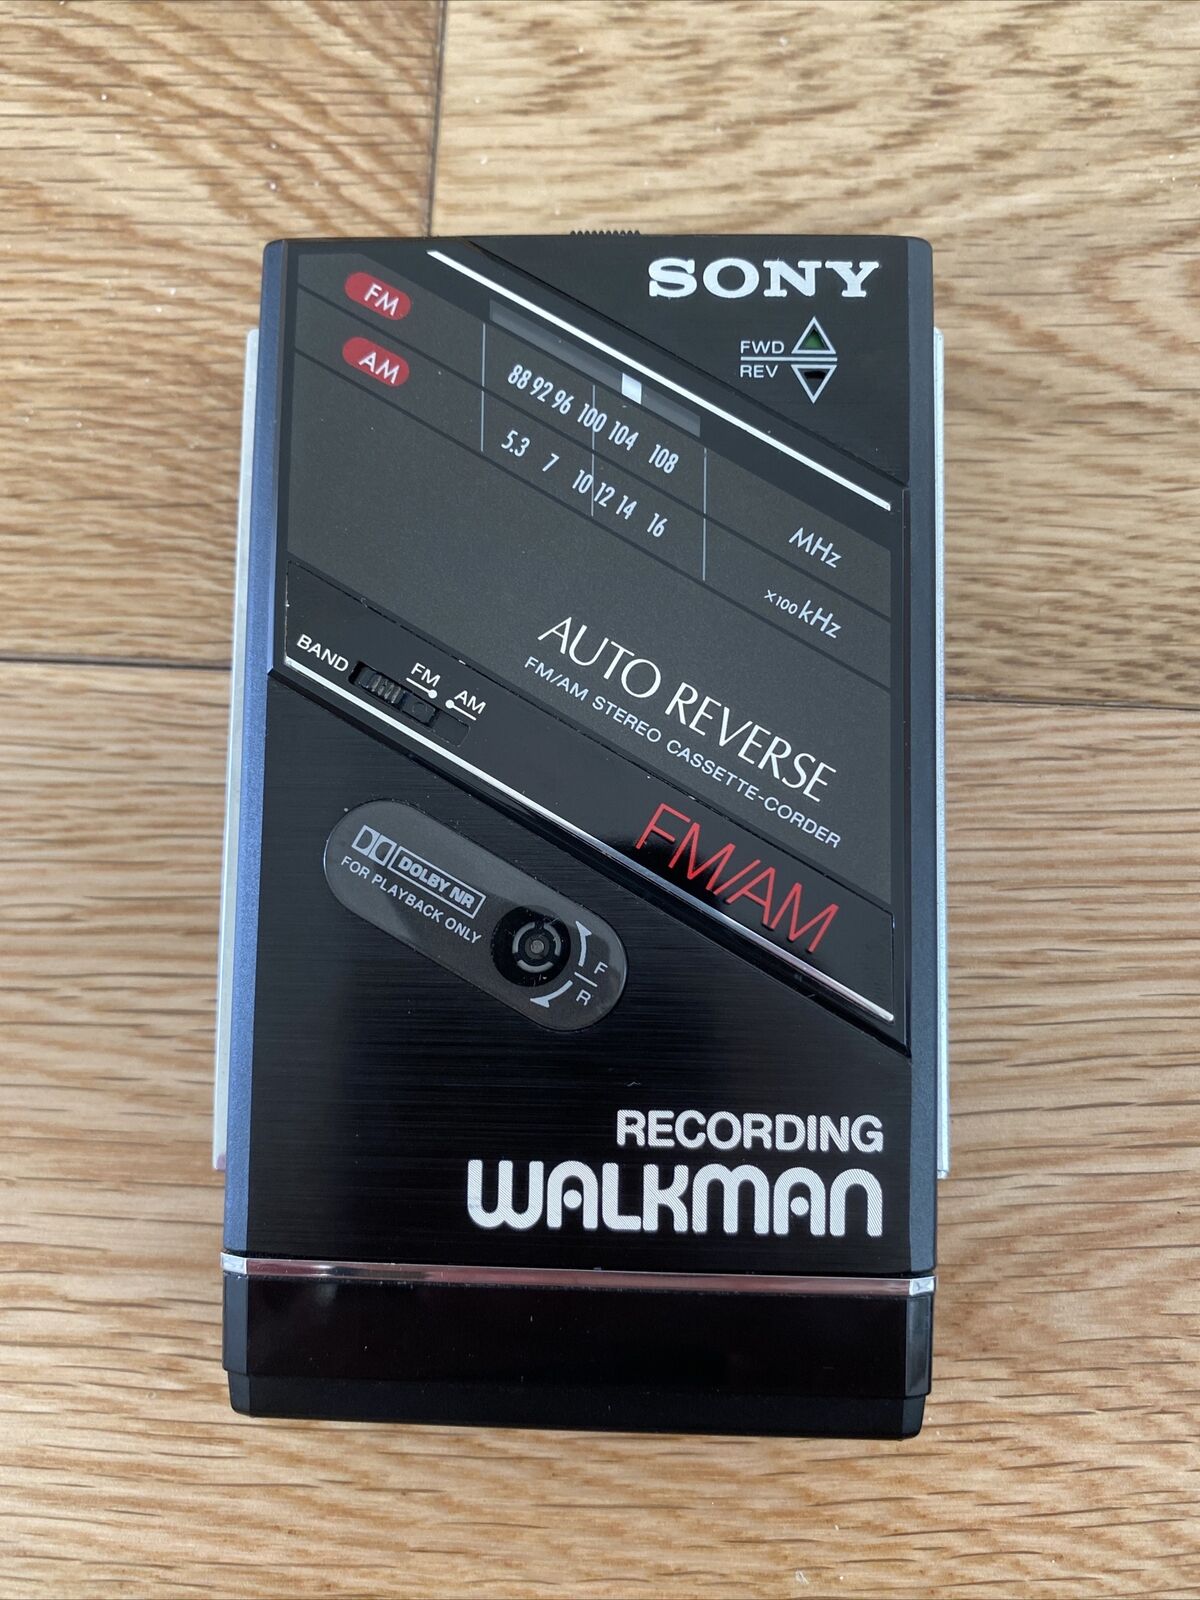 SONY
FWD
REV
FM
88 92 96 100 104 108
MHz
AM
5.3 7 10 12 14 16
x100 kHz
AUTO REVERSE
FM/AM STEREO CASSETTE-CORDER
BAND FM AM
FM/AM
DOLBY NR
FOR PLAYBACK ONLY
F
R
RECORDING
WALKMAN